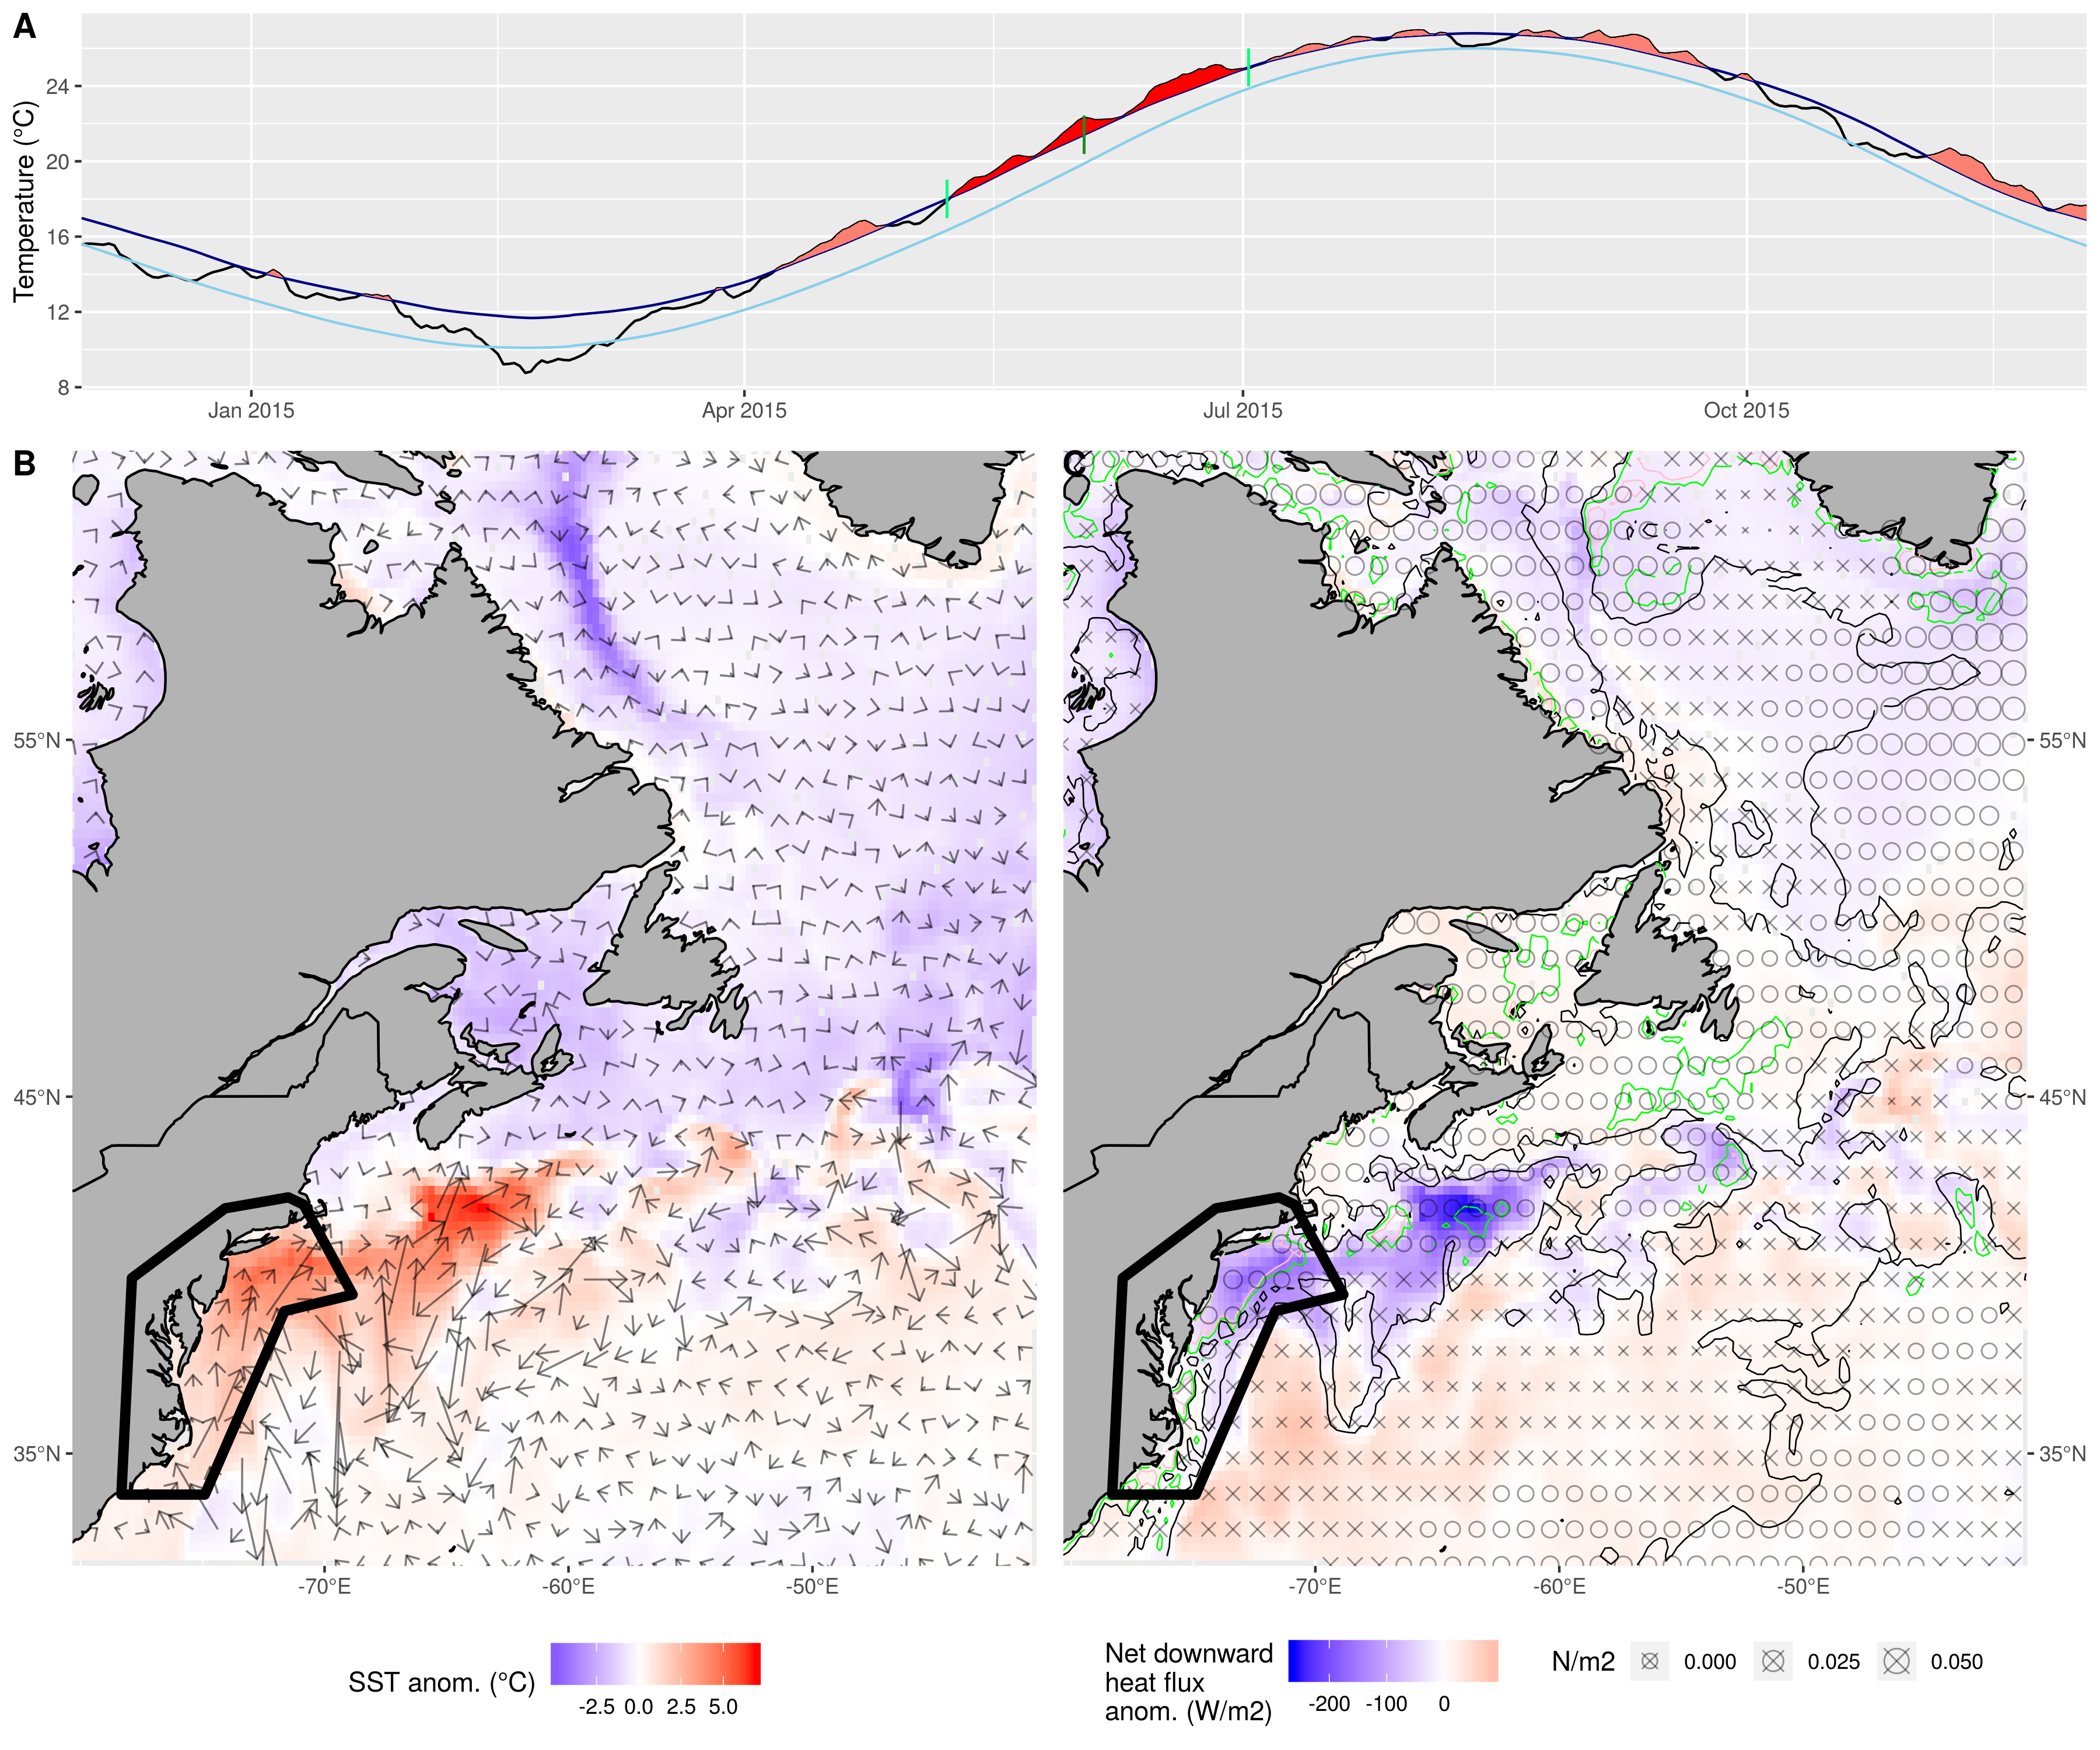 A
Temperature (°C)
24
20
16
12
8
Jan 2015
Apr 2015
Jul 2015
Oct 2015
B
C
55°N
45°N
35°N
-70°E
-60°E
-50°E
55°N
45°N
35°N
-70°E
-60°E
-50°E
SST anom. (°C)
-2.5 0.0 2.5 5.0
Net downward
heat flux
anom. (W/m2)
-200 -100 0
N/m2 0.000 0.025 0.050